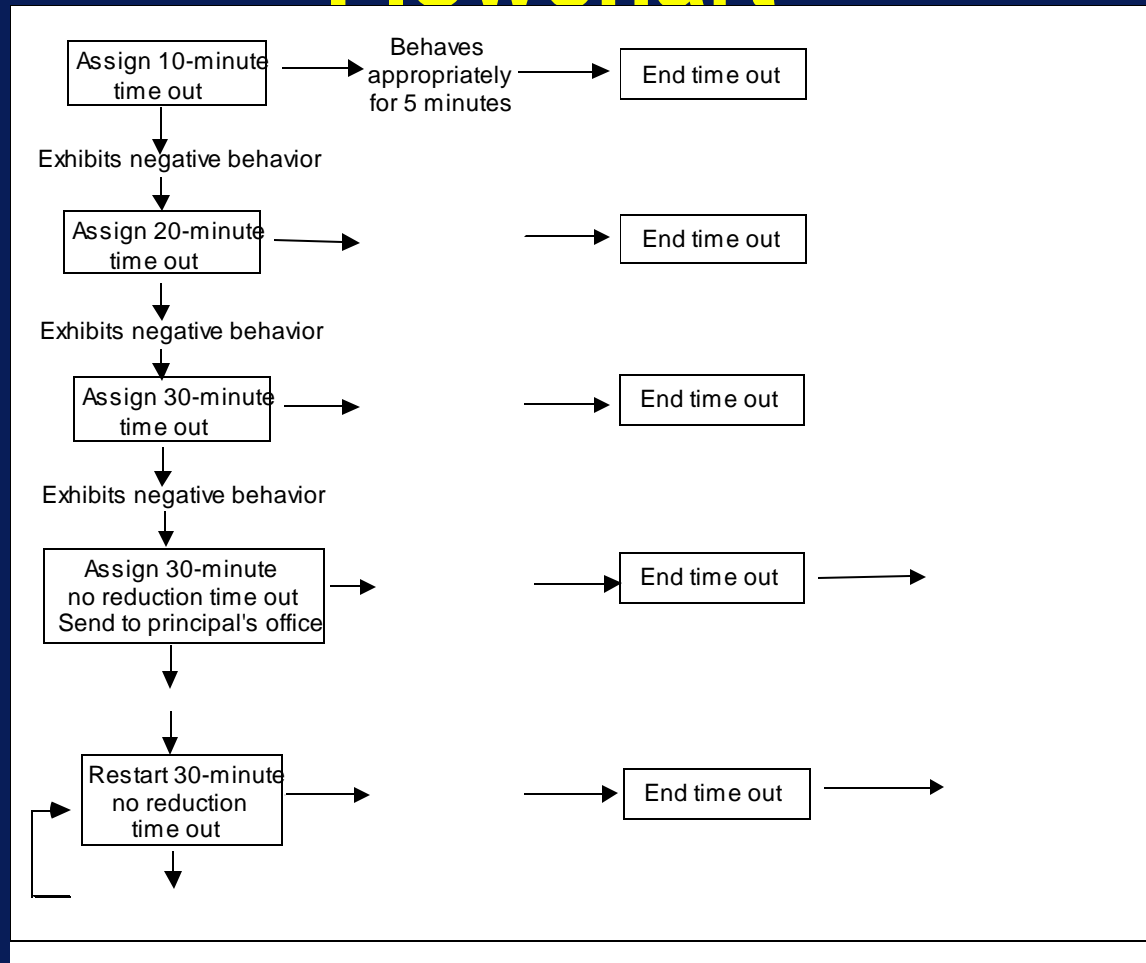 Assign 10-minute
time out
Behaves
appropriately
for 5 minutes
End time out
Exhibits negative behavior
Assign 20-minute
time out
End time out
Exhibits negative behavior
Assign 30-minute
time out
End time out
Exhibits negative behavior
Assign 30-minute
no reduction time out
Send to principal's office
End time out
Restart 30-minute
no reduction
time out
End time out